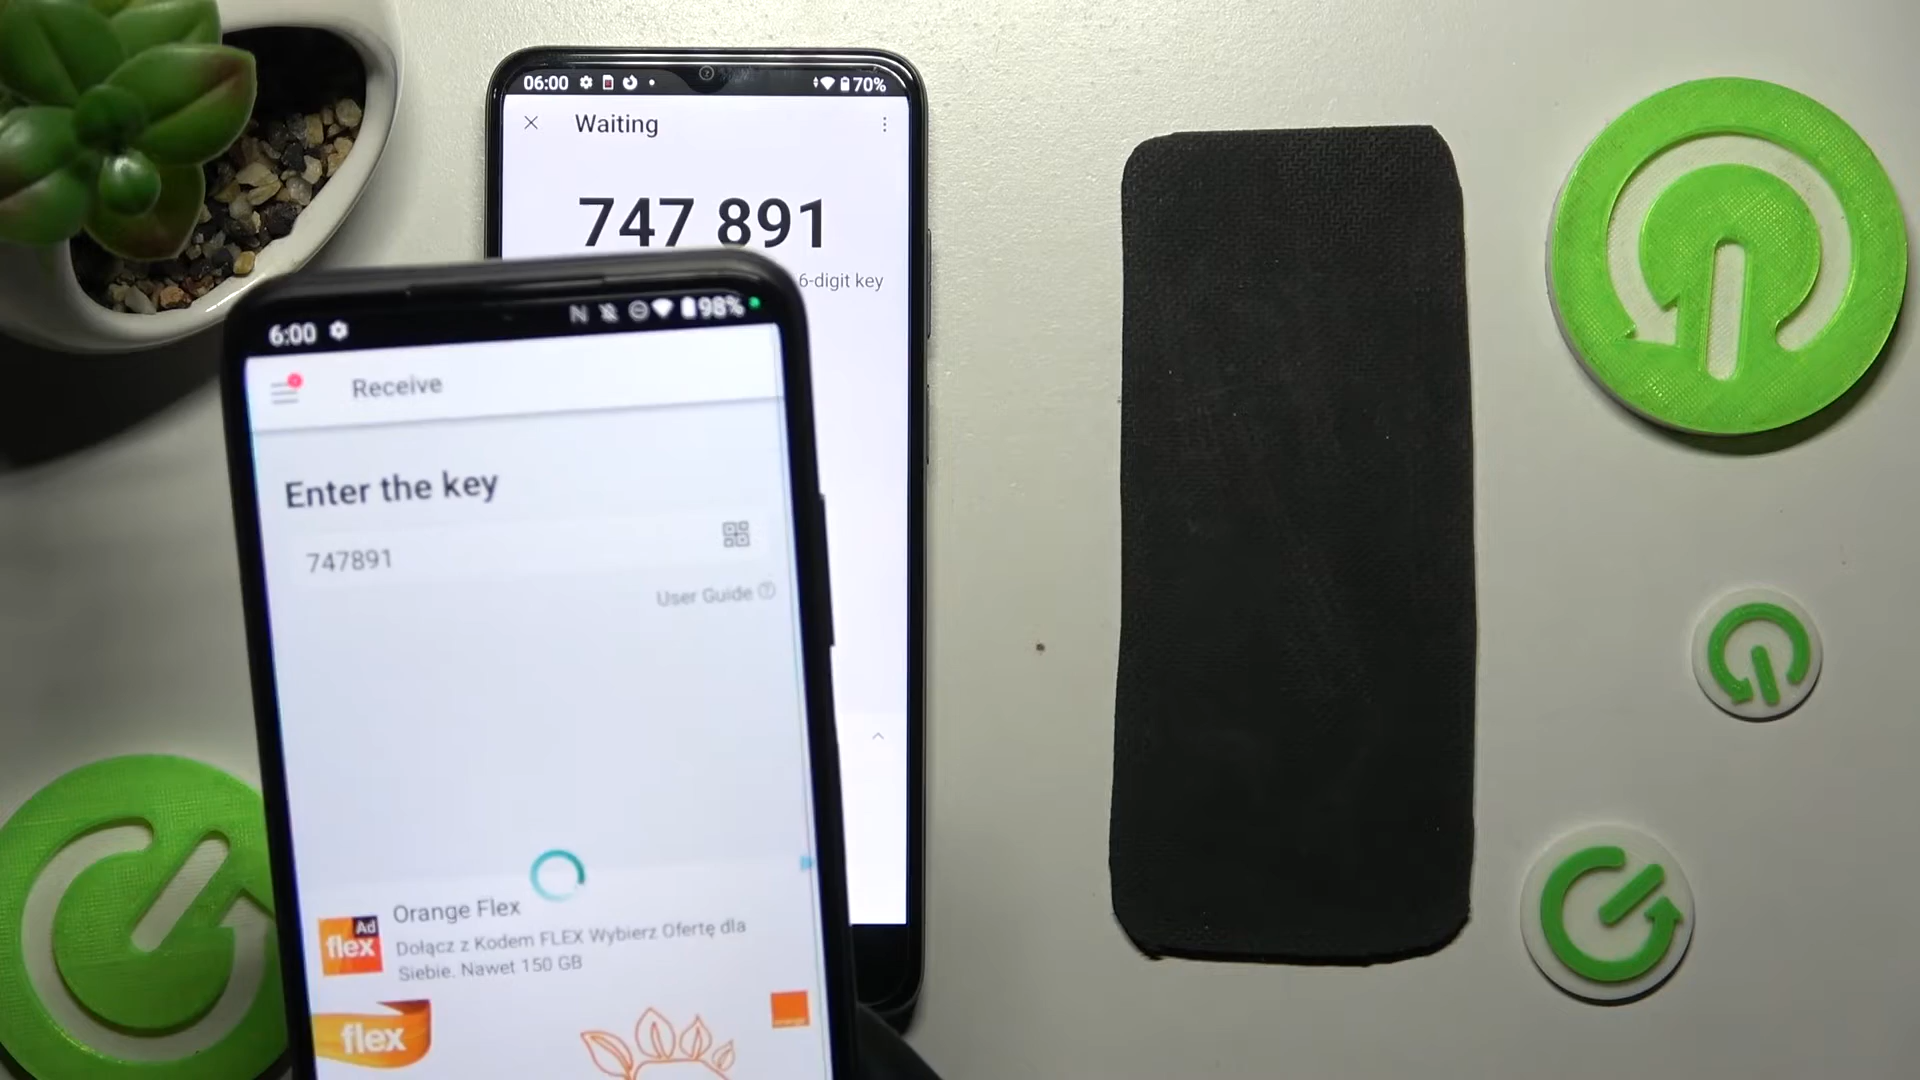 06:00
70%
Waiting
747 891
6-digit key
6:00
98%
Receive
Enter the key
747891
User Guide
Orange Flex
Ad
flex
Dołącz z Kodem FLEX Wybierz Ofertę dla
Siebie. Nawet 150 GB
flex
orange